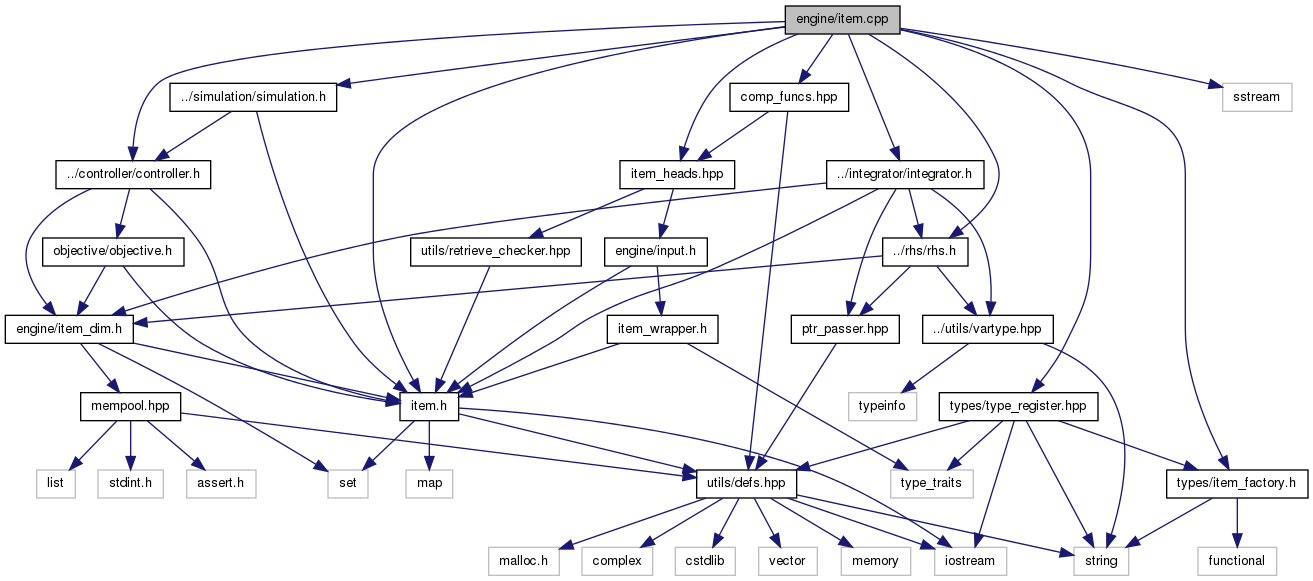 engine/item.cpp
../simulation/simulation.h
comp_funcs.hpp
sstream
../controller/controller.h
item_heads.hpp
../integrator/integrator.h
objective/objective.h
utils/retrieve_checker.hpp
engine/input.h
../rhs/rhs.h
engine/item_dim.h
item_wrapper.h
ptr_passer.hpp
../utils/vartype.hpp
mempool.hpp
item.h
typeinfo
types/type_register.hpp
list
stdint.h
assert.h
set
map
utils/defs.hpp
type_traits
types/item_factory.h
malloc.h
complex
cstdlib
vector
memory
iostream
string
functional